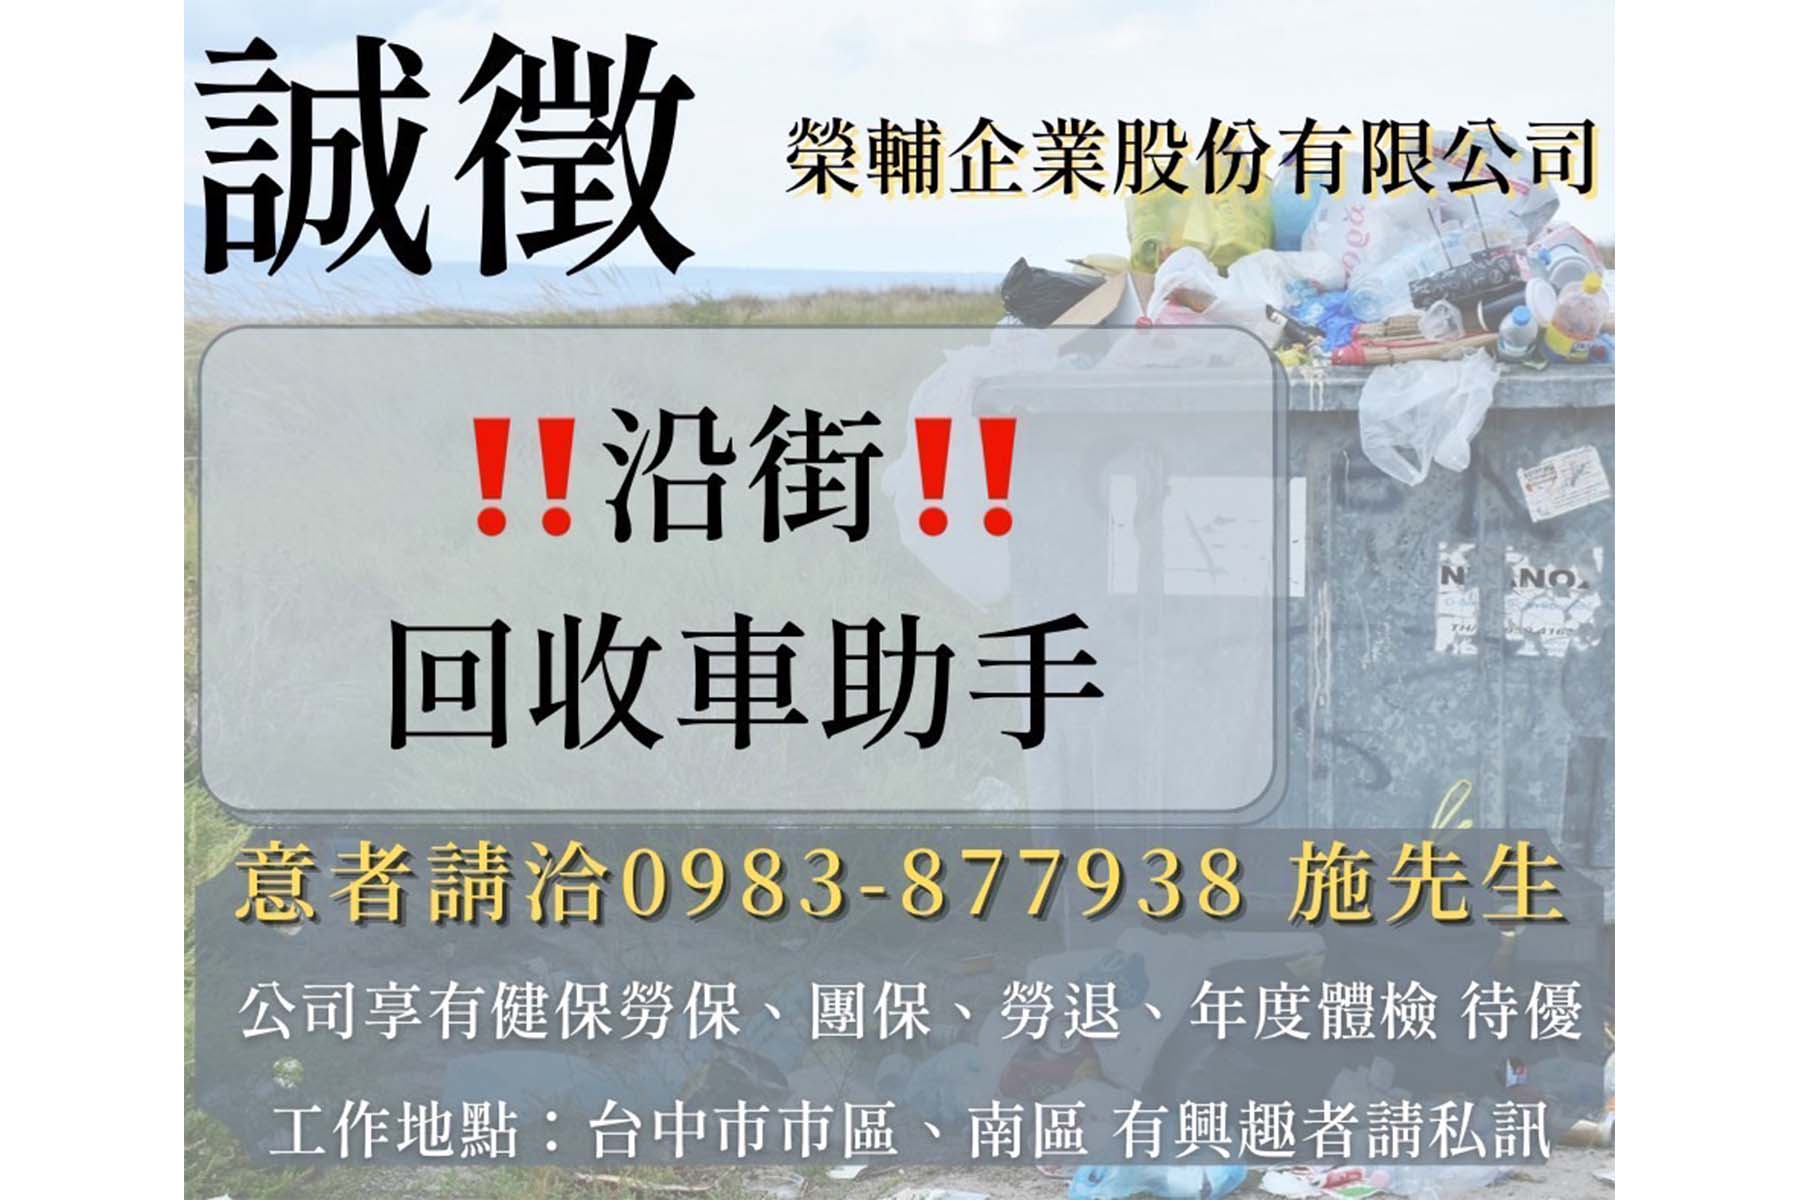 誠徵
榮輔企業股份有限公司
‼️沿街‼️
回收車助手
意者請洽0983-877938 施先生
公司享有健保勞保、團保、勞退、年度體檢 待優
工作地點：台中市市區、南區 有興趣者請私訊